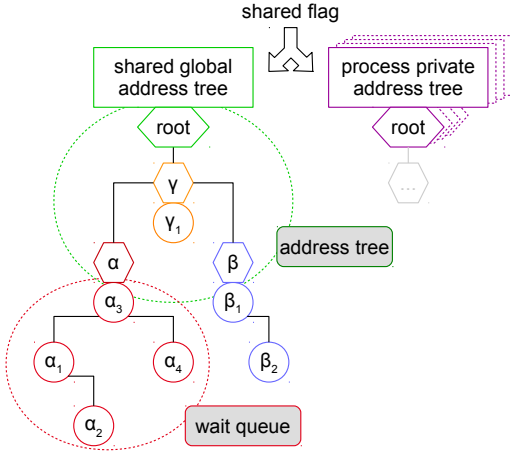 shared flag
shared global
address tree
process private
address tree
root
root
γ
...
γ1
address tree
α
β
α3
β1
α1
α4
β2
α2
wait queue